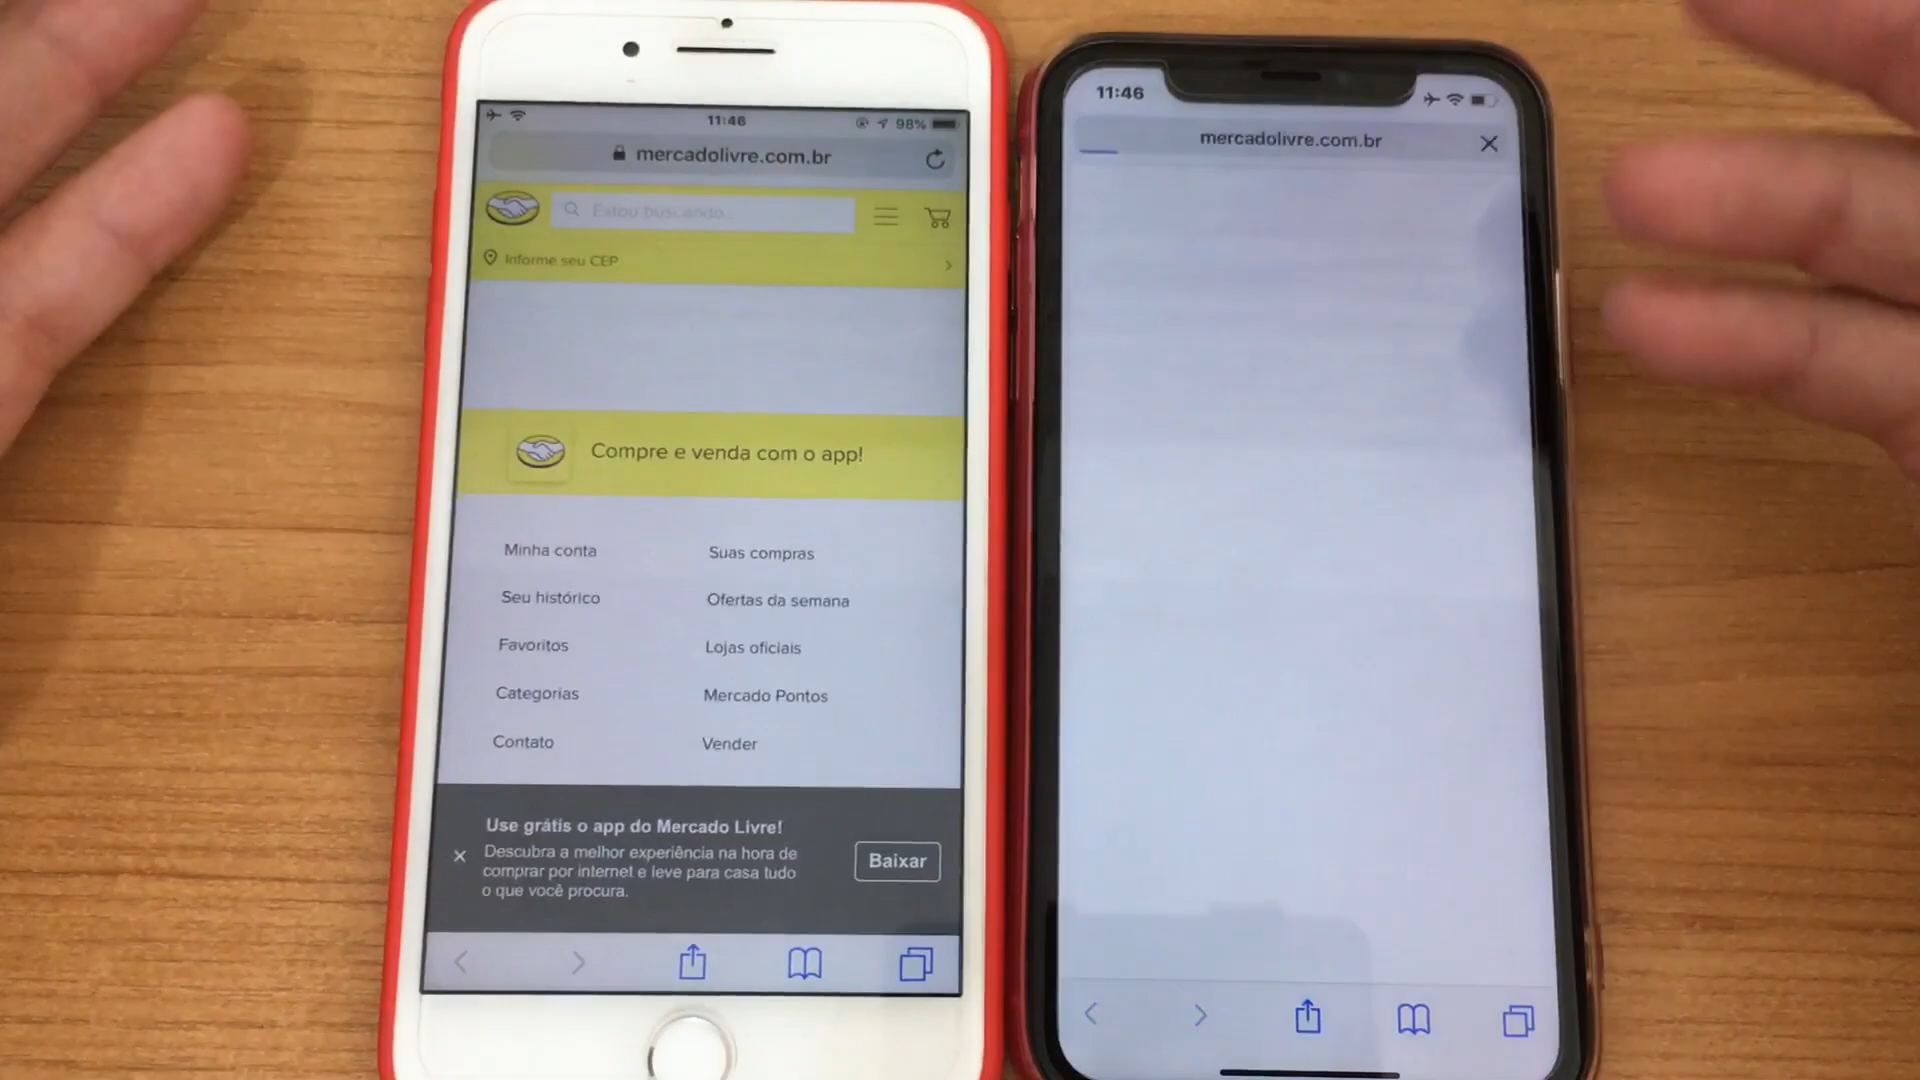 11:46
98%
mercadolivre.com.br
Estou buscando...
Informe seu CEP
Compre e venda com o app!
Minha conta
Suas compras
Seu histórico
Ofertas da semana
Favoritos
Lojas oficiais
Categorias
Mercado Pontos
Contato
Vender
Use grátis o app do Mercado Livre!
Descubra a melhor experiência na hora de
comprar por internet e leve para casa tudo
o que você procura.
Baixar
11:46
mercadolivre.com.br